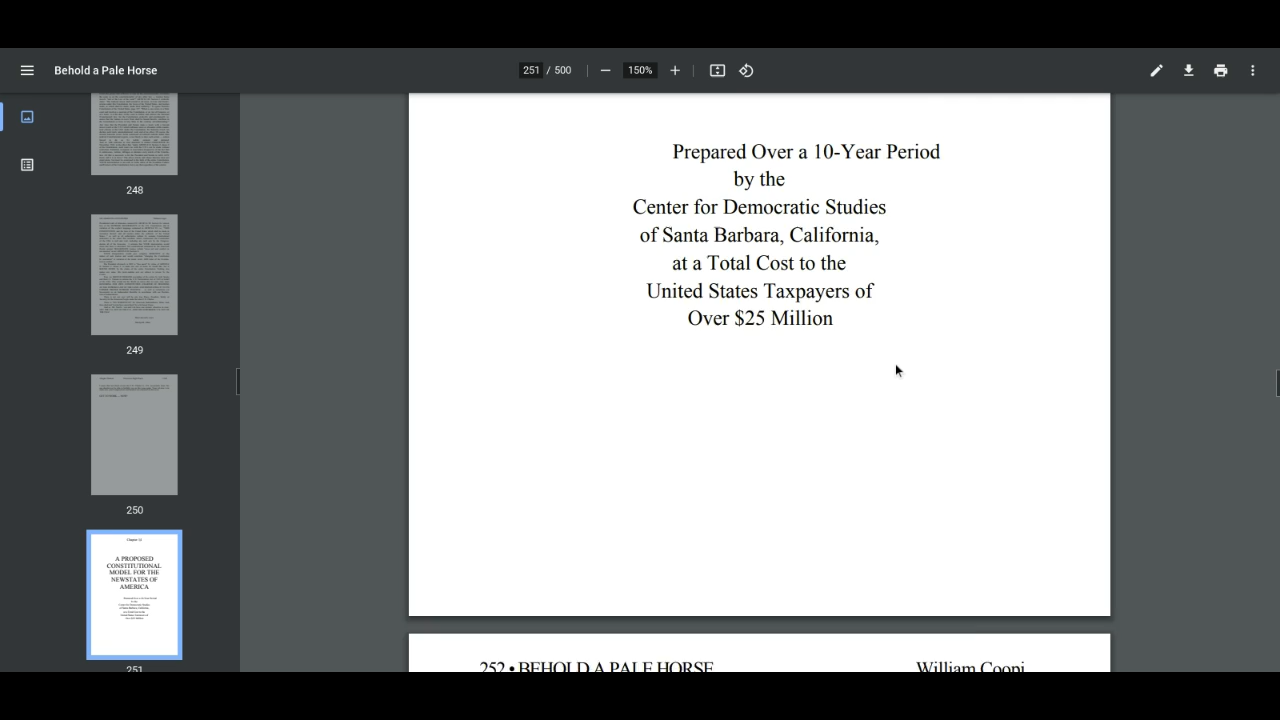 Behold a Pale Horse
251 / 500
150%
248
249
250
Chapter 12
A PROPOSED
CONSTITUTIONAL
MODEL FOR THE
NEWSTATES OF
AMERICA
251
Prepared Over a 10-Year Period
by the
Center for Democratic Studies
of Santa Barbara, California,
at a Total Cost to the
United States Taxpayers of
Over $25 Million
252 • BEHOLD A PALE HORSE
William Coopi